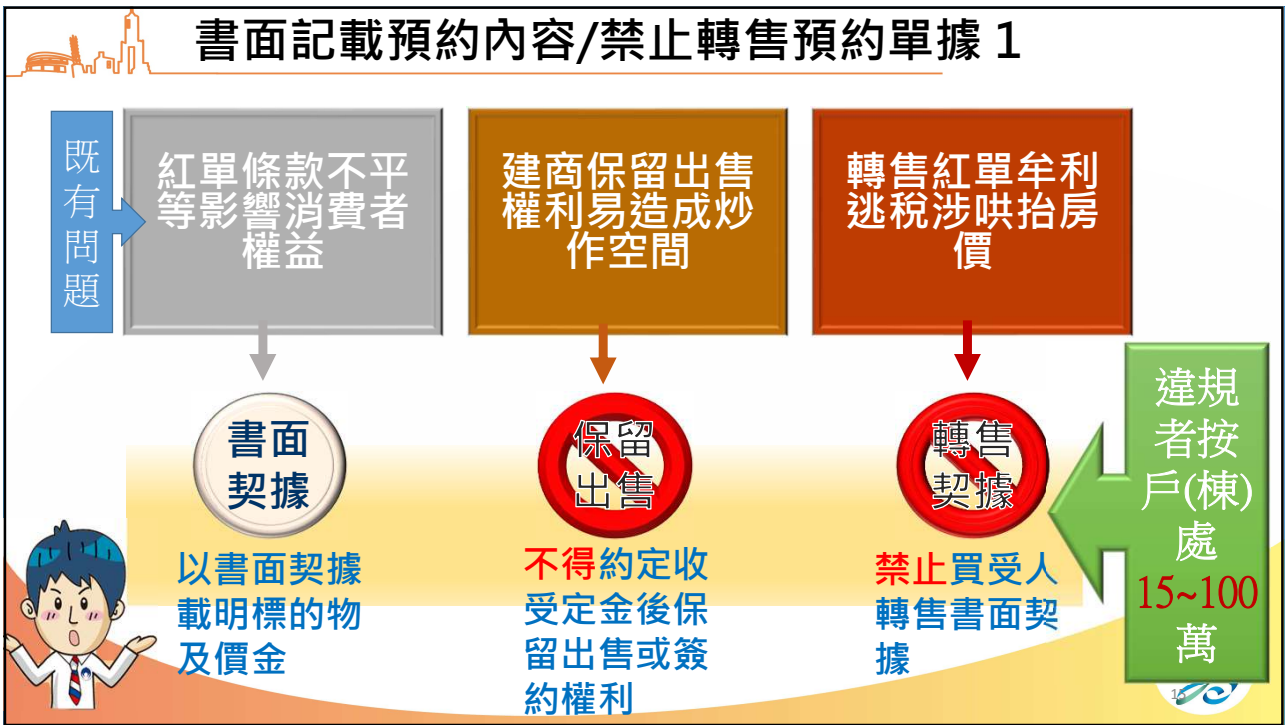 書面記載預約內容/禁止轉售預約單據 1
既
有
問
題
紅單條款不平
等影響消費者
權益
建商保留出售
權利易造成炒
作空間
轉售紅單牟利
逃稅涉哄抬房
價
書面
契據
保留
出售
轉售
契據
違規
者按
戶(棟)
處
15~100
萬
以書面契據
載明標的物
及價金
不得約定收
受定金後保
留出售或簽
約權利
禁止買受人
轉售書面契
據
15